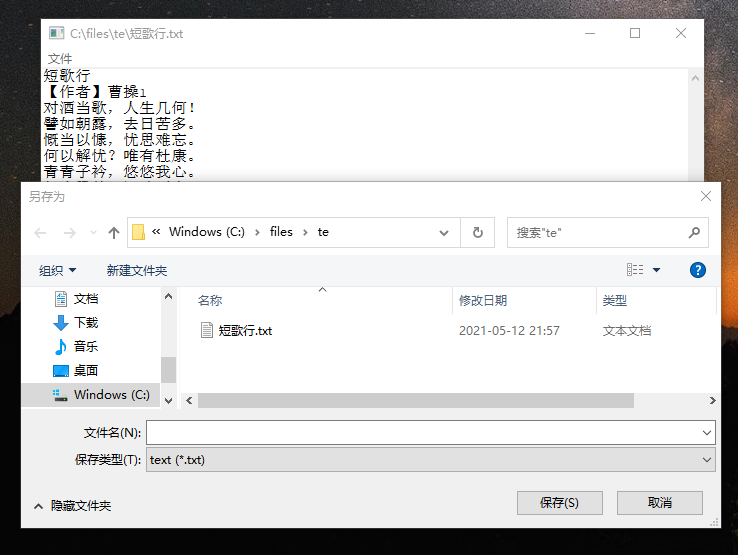 C:\files\te\短歌行.txt
文件
短歌行
【作者】曹操1
对酒当歌，人生几何！
譬如朝露，去日苦多。
慨当以慷，忧思难忘。
何以解忧？唯有杜康。
青青子衿，悠悠我心。
另存为
« Windows (C:) › files › te
搜索"te"
组织
新建文件夹
文档
下载
音乐
桌面
Windows (C:)
名称 修改日期 类型
短歌行.txt 2021-05-12 21:57 文本文档
文件名(N):
保存类型(T): text (*.txt)
隐藏文件夹
保存(S)
取消